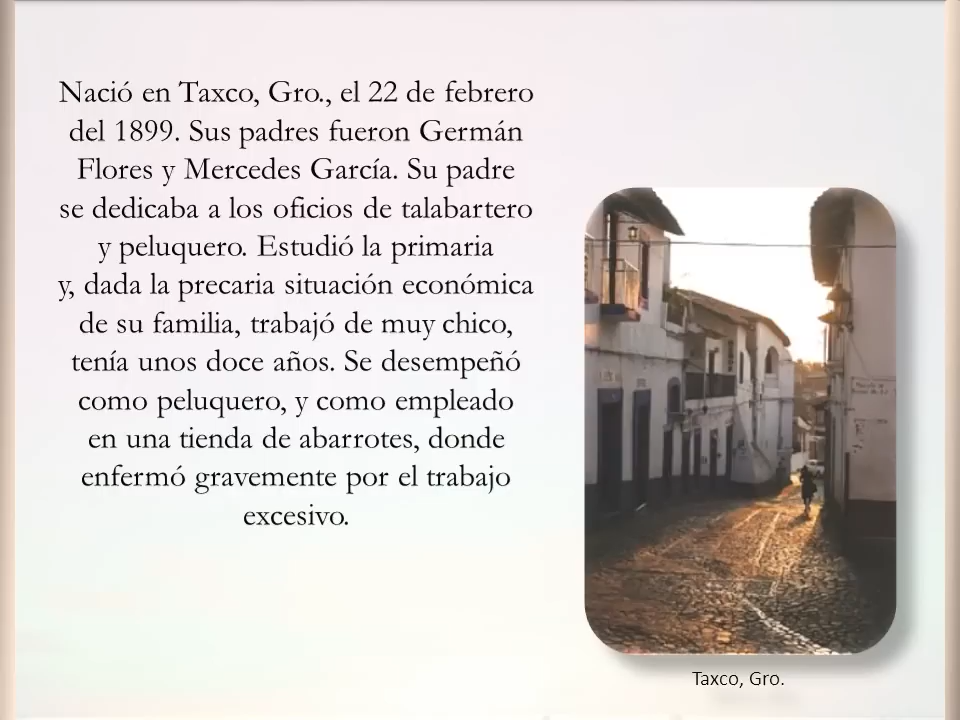 Nació en Taxco, Gro., el 22 de febrero
del 1899. Sus padres fueron Germán
Flores y Mercedes García. Su padre
se dedicaba a los oficios de talabartero
y peluquero. Estudió la primaria
y, dada la precaria situación económica
de su familia, trabajó de muy chico,
tenía unos doce años. Se desempeñó
como peluquero, y como empleado
en una tienda de abarrotes, donde
enfermó gravemente por el trabajo
excesivo.
Taxco, Gro.